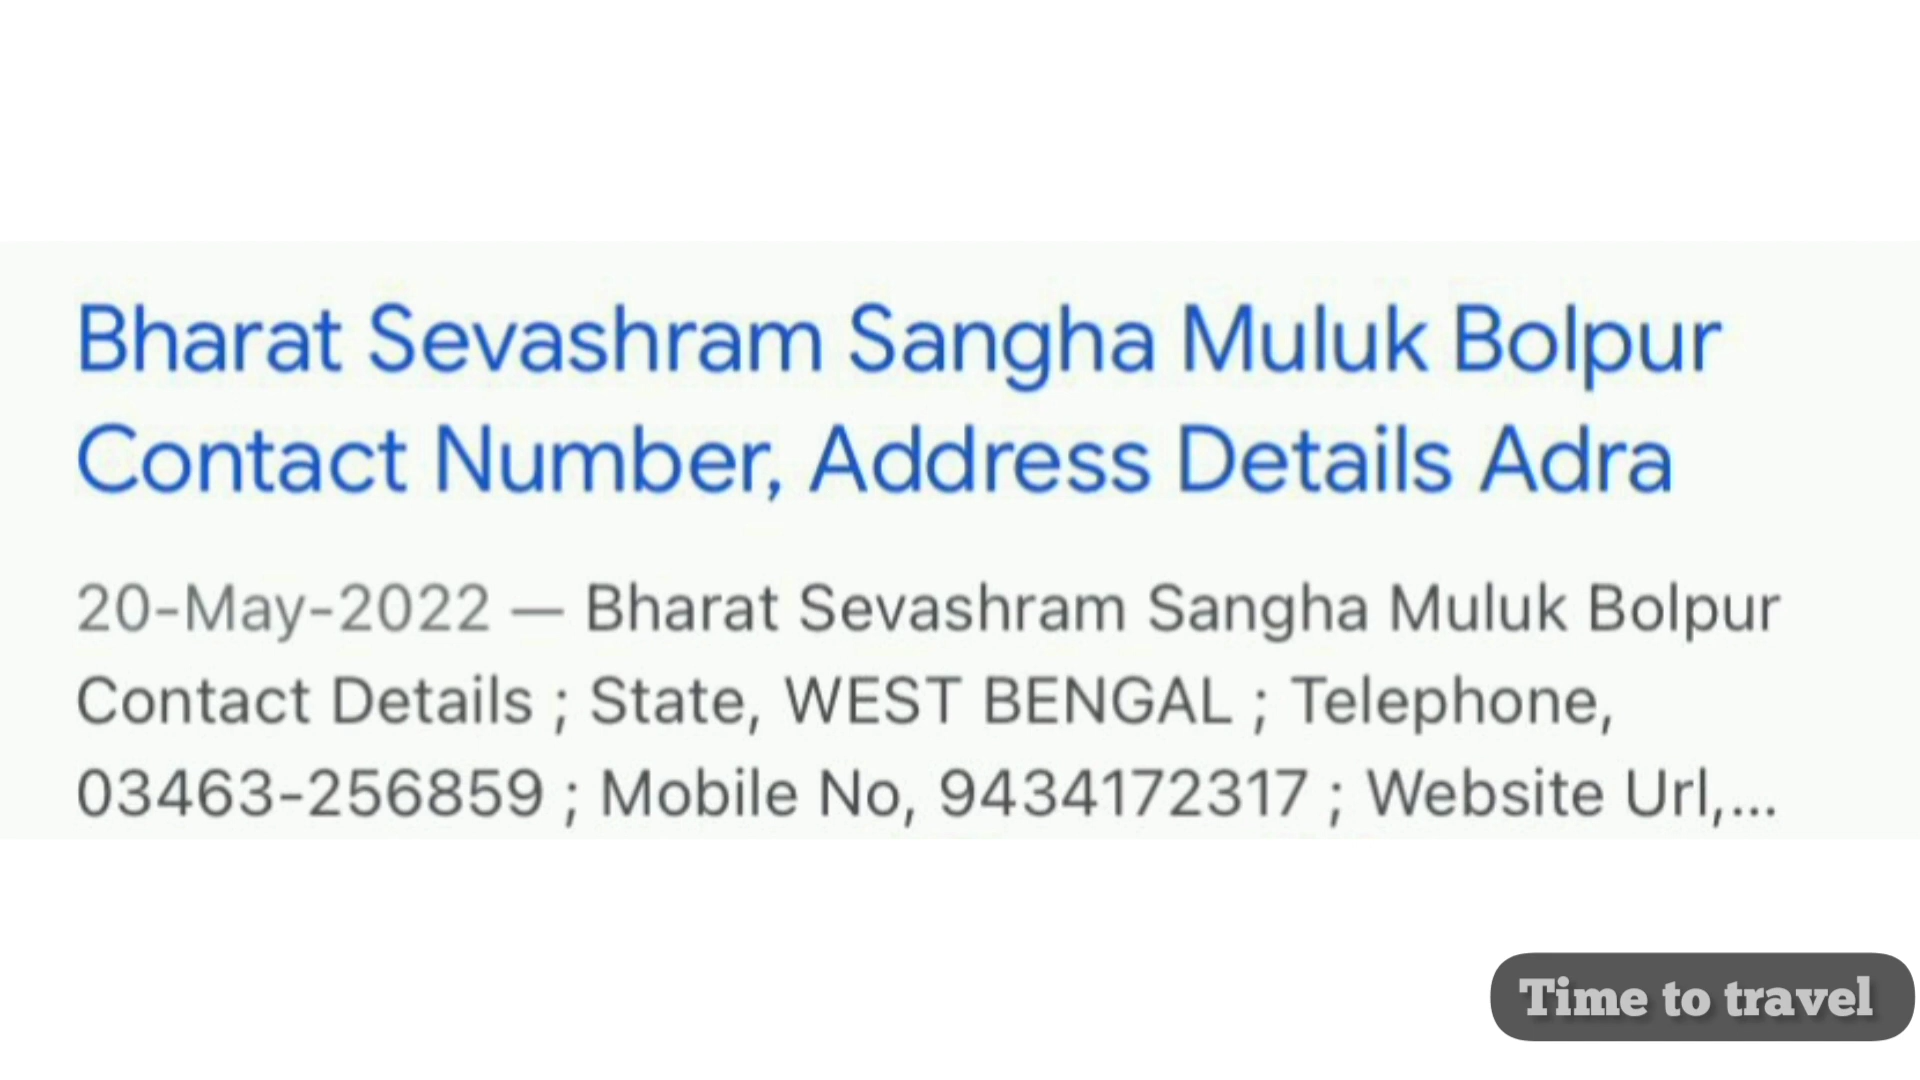 Bharat Sevashram Sangha Muluk Bolpur
Contact Number, Address Details Adra
20-May-2022 — Bharat Sevashram Sangha Muluk Bolpur
Contact Details ; State, WEST BENGAL ; Telephone,
03463-256859 ; Mobile No, 9434172317 ; Website Url,...
Time to travel